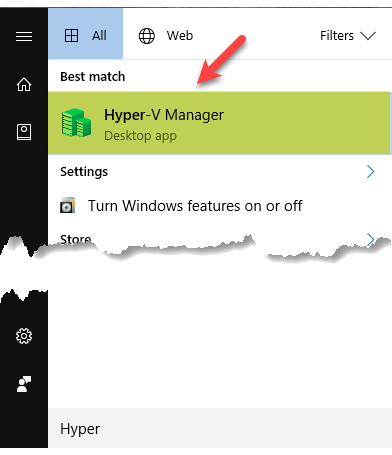 All Web Filters
Best match
Hyper-V Manager
Desktop app
Settings
Turn Windows features on or off
Store
Hyper